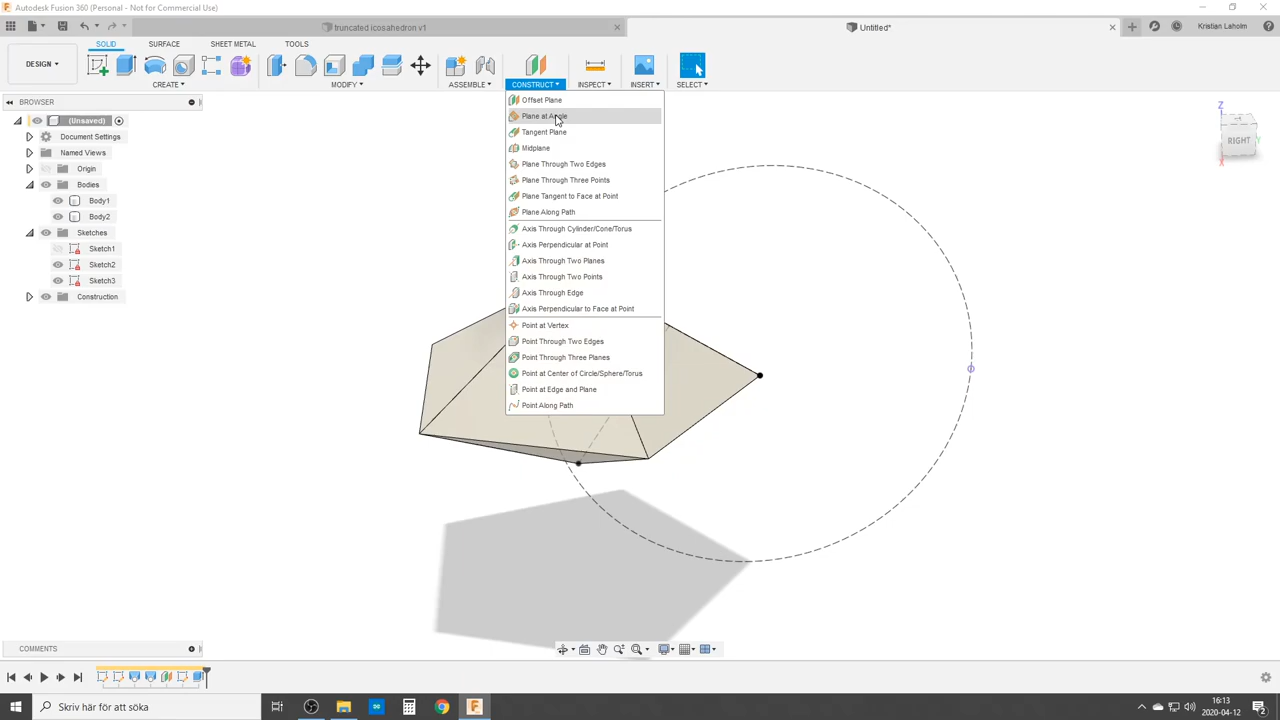 Autodesk Fusion 360 (Personal - Not for Commercial Use)
truncated icosahedron v1
Untitled*
Kristian Laholm
SOLID
SURFACE
SHEET METAL
TOOLS
DESIGN
CREATE
MODIFY
ASSEMBLE
CONSTRUCT
INSPECT
INSERT
SELECT
BROWSER
(Unsaved)
Document Settings
Named Views
Origin
Bodies
Body1
Body2
Sketches
Sketch1
Sketch2
Sketch3
Construction
Offset Plane
Plane at Angle
Tangent Plane
Midplane
Plane Through Two Edges
Plane Through Three Points
Plane Tangent to Face at Point
Plane Along Path
Axis Through Cylinder/Cone/Torus
Axis Perpendicular at Point
Axis Through Two Planes
Axis Through Two Points
Axis Through Edge
Axis Perpendicular to Face at Point
Point at Vertex
Point Through Two Edges
Point Through Three Planes
Point at Center of Circle/Sphere/Torus
Point at Edge and Plane
Point Along Path
Z
RIGHT
Y
X
COMMENTS
Skriv här för att söka
16:13
2020-04-12
2